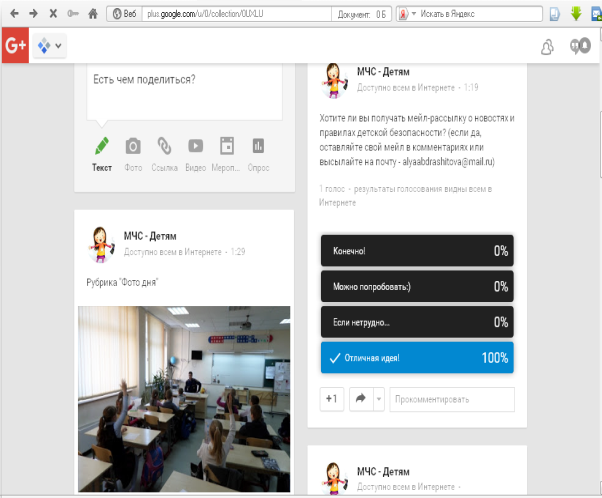 Веб
plus.google.com/u/0/collection/0UXLU
Документ: 0 Б
Искать в Яндекс
G+
Есть чем поделиться?
Текст
Фото
Ссылка
Видео
Мероп...
Опрос
МЧС - Детям
Доступно всем в Интернете - 1:29
Рубрика "Фото дня"
МЧС - Детям
Доступно всем в Интернете - 1:19
Хотите ли вы получать мейл-рассылку о новостях и
правилах детской безопасности? (если да,
оставляйте свой мейл в комментариях или
высылайте на почту - alyaabdrashitova@mail.ru)
1 голос - результаты голосования видны всем в
Интернете
Конечно! 0%
Можно попробовать:) 0%
Если нетрудно... 0%
Отличная идея! 100%
+1
Прокомментировать
МЧС - Детям
Доступно всем в Интернете -